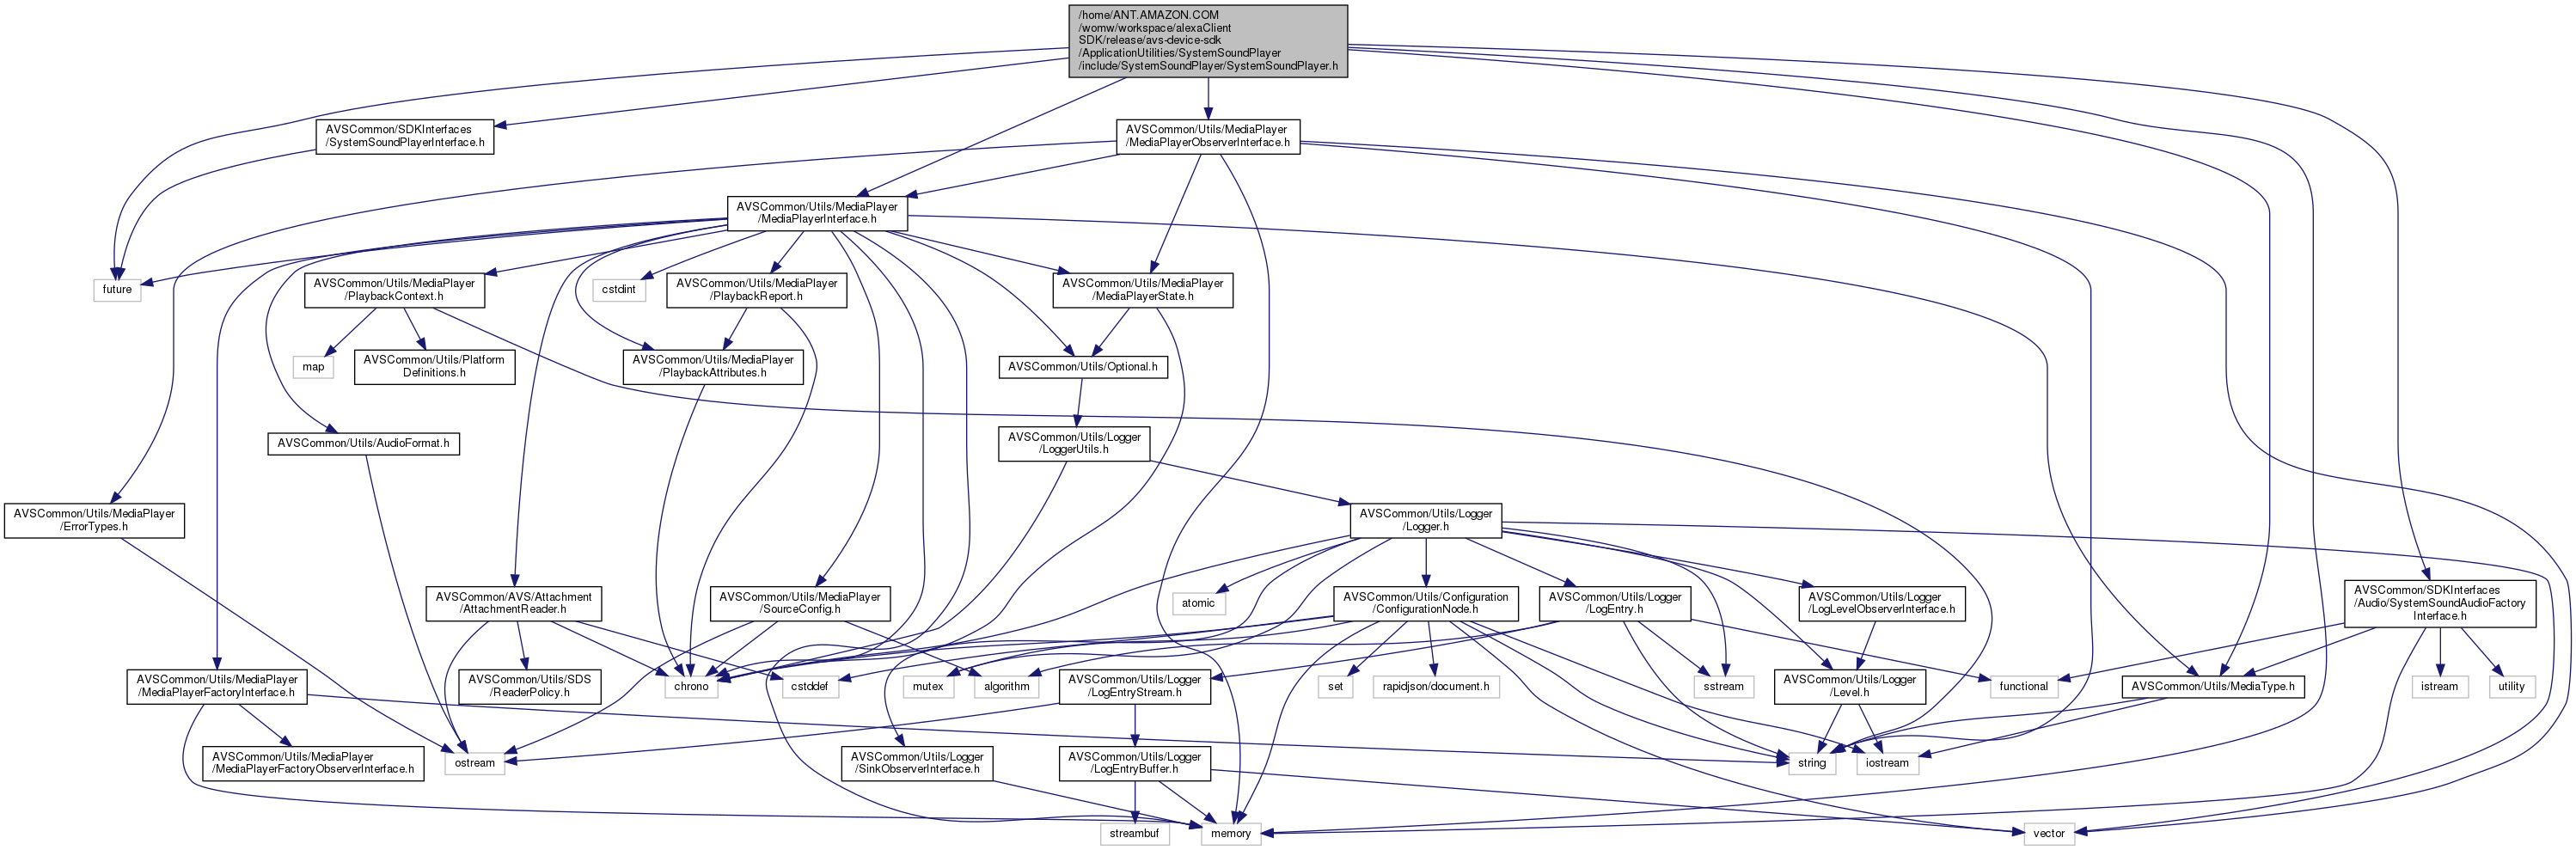 /home/ANT.AMAZON.COM
/womw/workspace/alexaClient
SDK/release/avs-device-sdk
/ApplicationUtilities/SystemSoundPlayer
/include/SystemSoundPlayer/SystemSoundPlayer.h
AVSCommon/SDKInterfaces
/SystemSoundPlayerInterface.h
AVSCommon/Utils/MediaPlayer
/MediaPlayerObserverInterface.h
AVSCommon/Utils/MediaPlayer
/MediaPlayerInterface.h
future
AVSCommon/Utils/MediaPlayer
/PlaybackContext.h
cstdint
AVSCommon/Utils/MediaPlayer
/PlaybackReport.h
AVSCommon/Utils/MediaPlayer
/MediaPlayerState.h
map
AVSCommon/Utils/Platform
Definitions.h
AVSCommon/Utils/MediaPlayer
/PlaybackAttributes.h
AVSCommon/Utils/Optional.h
AVSCommon/Utils/AudioFormat.h
AVSCommon/Utils/Logger
/LoggerUtils.h
AVSCommon/Utils/MediaPlayer
/ErrorTypes.h
AVSCommon/Utils/Logger
/Logger.h
AVSCommon/AVS/Attachment
/AttachmentReader.h
AVSCommon/Utils/MediaPlayer
/SourceConfig.h
atomic
AVSCommon/Utils/Configuration
/ConfigurationNode.h
AVSCommon/Utils/Logger
/LogEntry.h
AVSCommon/Utils/Logger
/LogLevelObserverInterface.h
AVSCommon/SDKInterfaces
/Audio/SystemSoundAudioFactory
Interface.h
AVSCommon/Utils/MediaPlayer
/MediaPlayerFactoryInterface.h
AVSCommon/Utils/SDS
/ReaderPolicy.h
chrono
cstddef
mutex
algorithm
AVSCommon/Utils/Logger
/LogEntryStream.h
set
rapidjson/document.h
sstream
AVSCommon/Utils/Logger
/Level.h
functional
AVSCommon/Utils/MediaType.h
istream
utility
AVSCommon/Utils/MediaPlayer
/MediaPlayerFactoryObserverInterface.h
ostream
AVSCommon/Utils/Logger
/SinkObserverInterface.h
AVSCommon/Utils/Logger
/LogEntryBuffer.h
string
iostream
streambuf
memory
vector